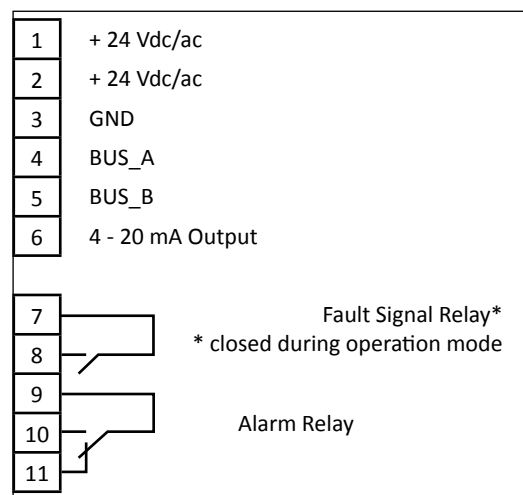 1 + 24 Vdc/ac
2 + 24 Vdc/ac
3 GND
4 BUS_A
5 BUS_B
6 4 - 20 mA Output
7 Fault Signal Relay*
8 * closed during operation mode
9
10 Alarm Relay
11